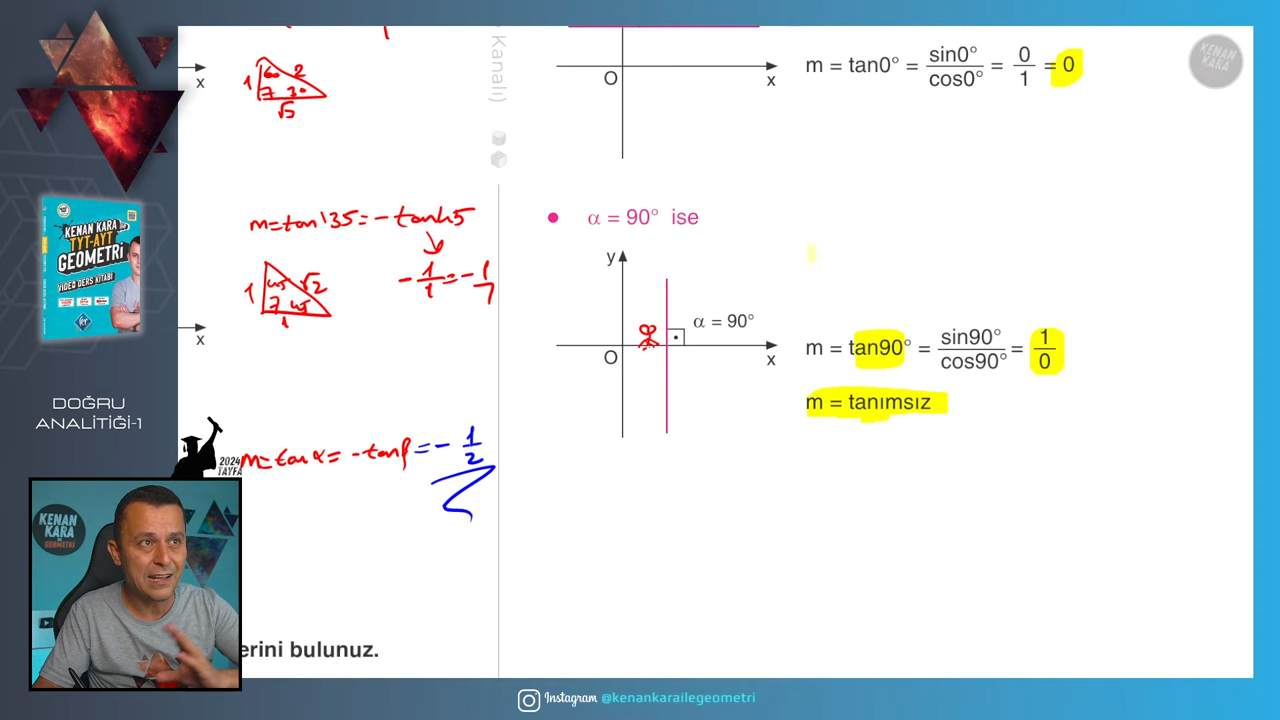 KENAN KARA
TYT-AYT
GEOMETRİ
VİDEO DERS KİTABI
DOĞRU
ANALİTİĞİ-1
2024
TAYFA
KENAN
KARA
GEOMETRİ
x
1 60 2
30
x
m=tan135=-tan45
-1/1=-1
1 45 √2
45
1
m=tanα=-tanβ=-1/2
erini bulunuz.
Kanalı)
O
x
m = tan0° = sin0°/cos0° = 0/1 = 0
KENAN
KARA
• α = 90° ise
y
α = 90°
O
x
m = tan90° = sin90°/cos90° = 1/0
m = tanımsız
Instagram @kenankarailegeometri